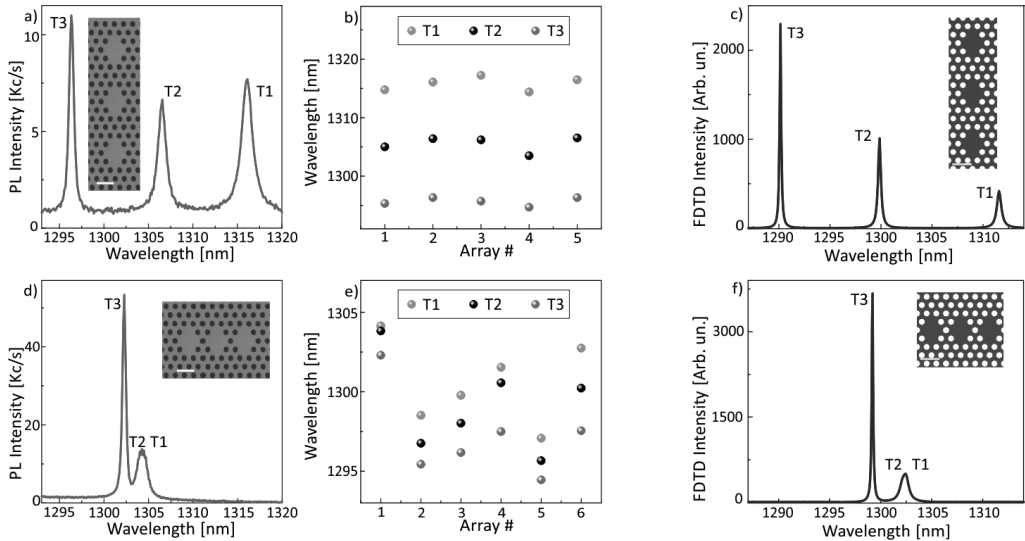 a)
PL Intensity [Kc/s]
10
5
0
T3
T2
T1
1295 1300 1305 1310 1315 1320
Wavelength [nm]
b)
Wavelength [nm]
1320
1310
1300
T1 T2 T3
1 2 3 4 5
Array #
c)
FDTD Intensity [Arb. un.]
2000
1000
0
T3
T2
T1
1290 1300 1310
Wavelength [nm]
d)
PL Intensity [Kc/s]
40
20
0
T3
T2 T1
1295 1300 1305 1310 1315 1320
Wavelength [nm]
e)
Wavelength [nm]
1305
1300
1295
T1 T2 T3
1 2 3 4 5 6
Array #
f)
FDTD Intensity [Arb. un.]
3000
1500
0
T3
T2 T1
1290 1300 1310
Wavelength [nm]